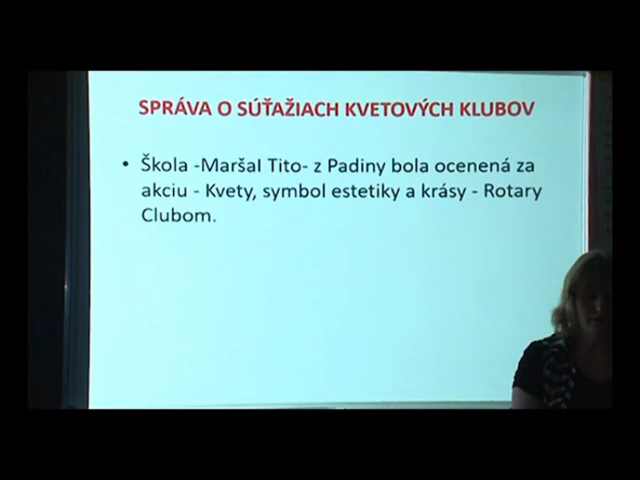 SPRÁVA O SÚŤAŽIACH KVETOVÝCH KLUBOV
• Škola -Maršal Tito- z Padiny bola ocenená za
akciu - Kvety, symbol estetiky a krásy - Rotary
Clubom.